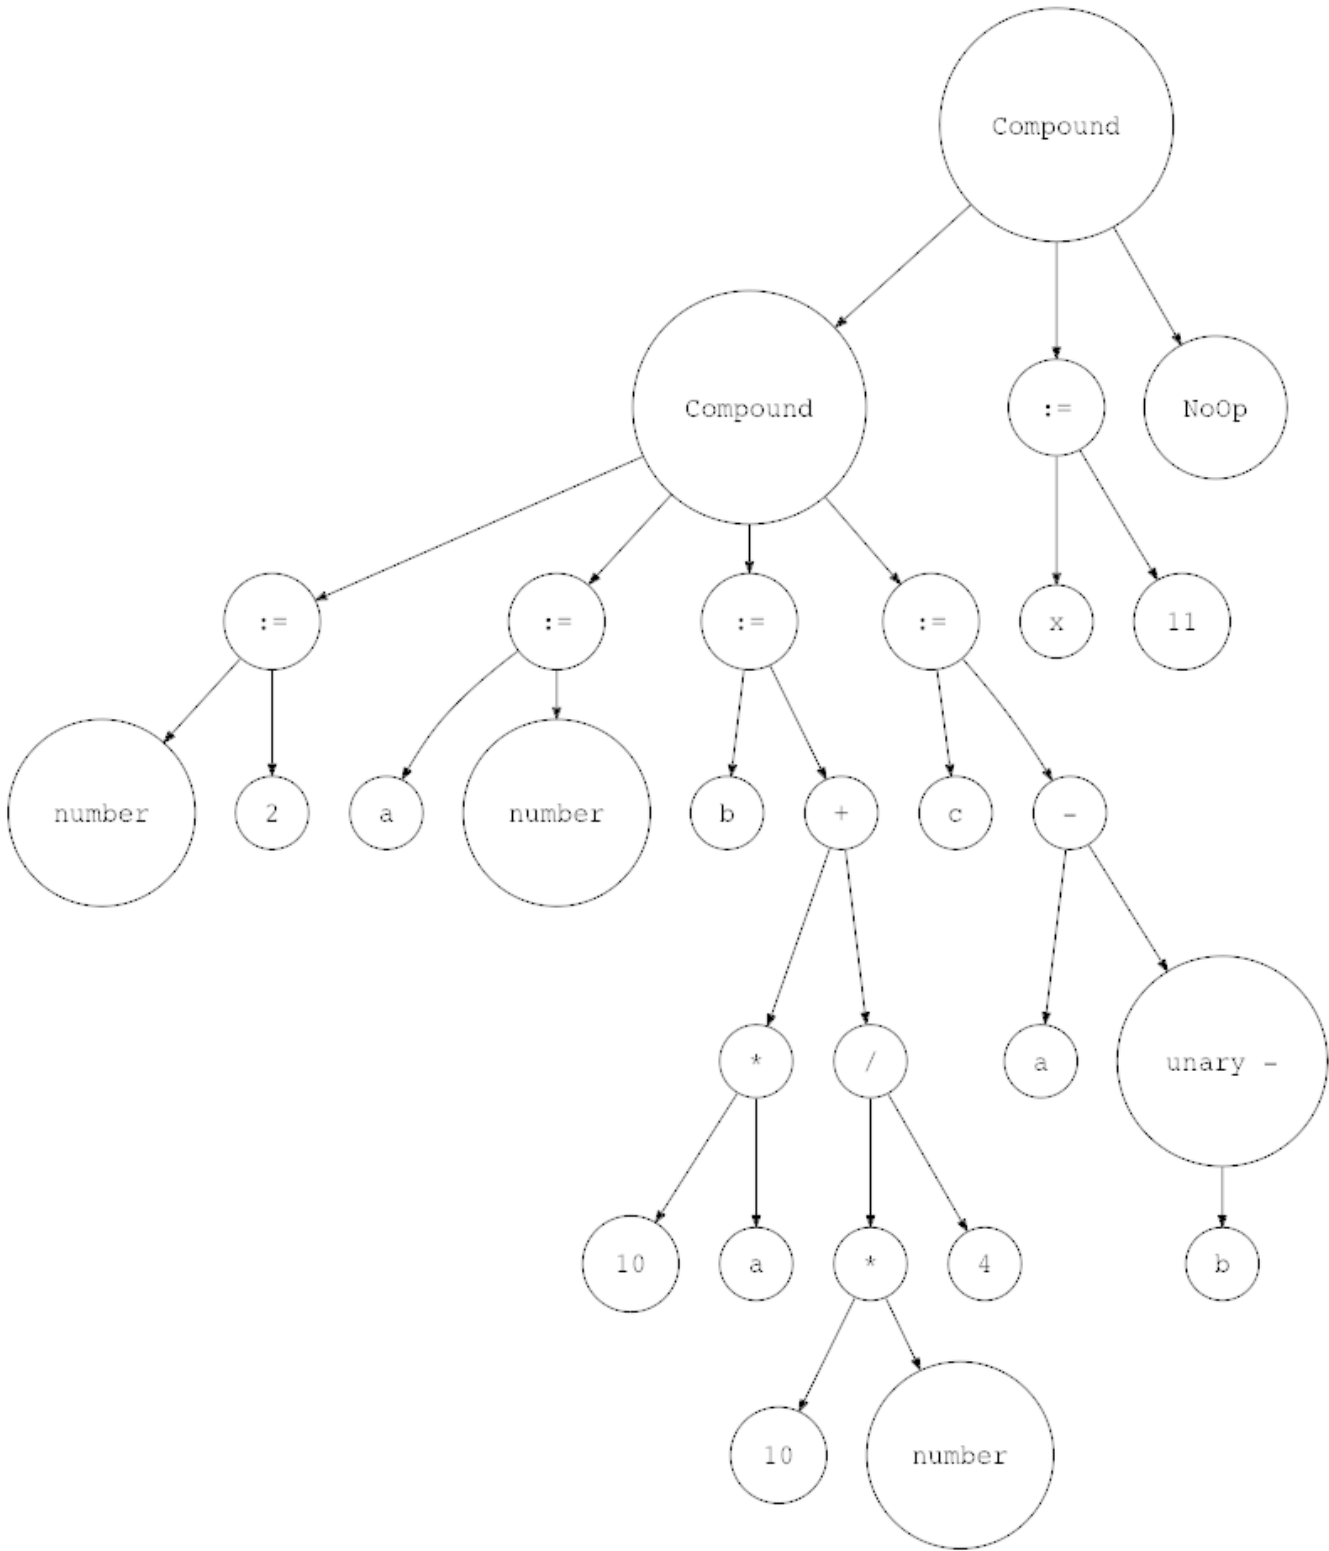 Compound
Compound
:=
NoOp
:=
:=
:=
:=
x
11
number
2
a
number
b
+
c
-
*
/
a
unary -
10
a
*
4
b
10
number